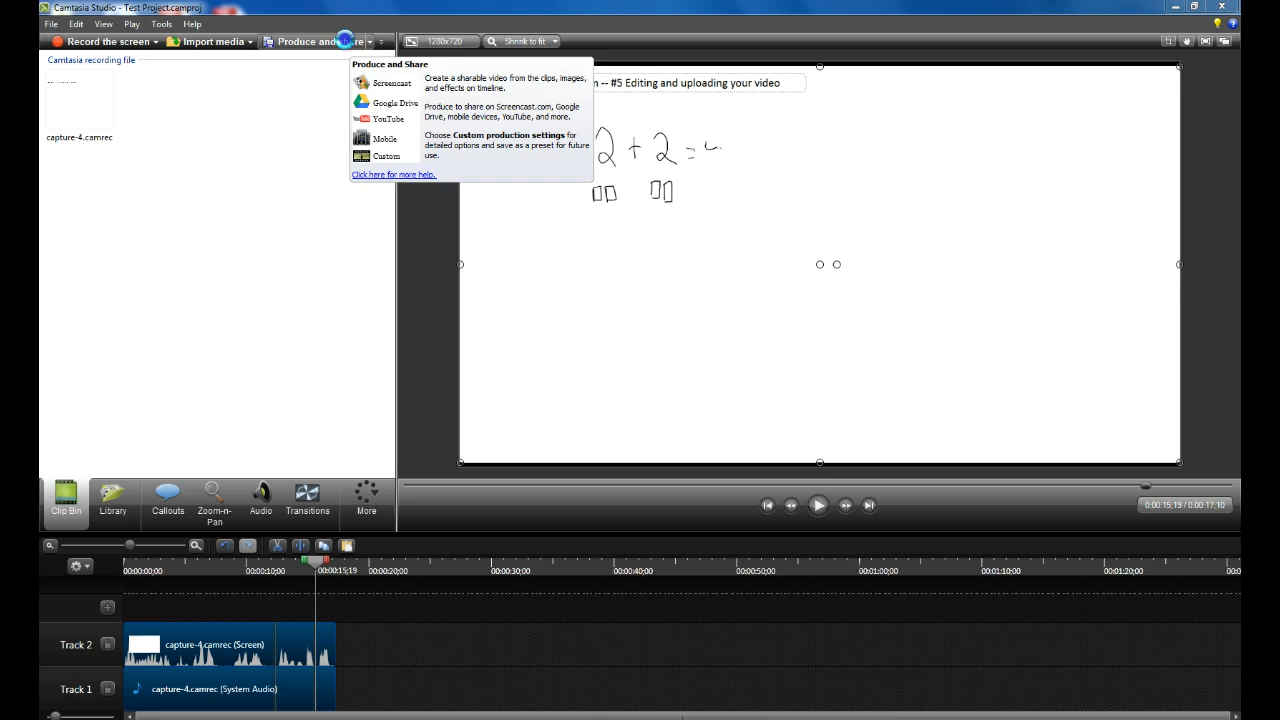 Camtasia Studio - Test Project.camproj
File Edit View Play Tools Help
Record the screen Import media Produce and share 1280x720 Shrink to fit
Camtasia recording file
capture-4.camrec
Produce and Share
Screencast
Google Drive
YouTube
Mobile
Custom
Create a sharable video from the clips, images,
and effects on timeline.
Produce to share on Screencast.com, Google
Drive, mobile devices, YouTube, and more.
Choose Custom production settings for
detailed options and save as a preset for future
use.
Click here for more help.
-- #5 Editing and uploading your video
2 + 2 =
Clip Bin Library Callouts Zoom-n-Pan Audio Transitions More
0:00:15;19 / 0:00:17;10
00:00:00;00 00:00:10;00 00:00:15;19 00:00:20;00 00:00:30;00 00:00:40;00 00:00:50;00 00:01:00;00 00:01:10;00 00:01:20;00
Track 2 capture-4.camrec (Screen)
Track 1 capture-4.camrec (System Audio)